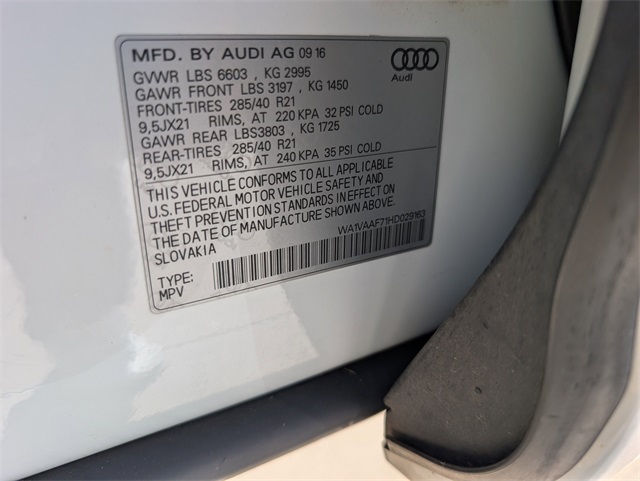 MFD. BY AUDI AG 09 16
GVWR LBS 6603 , KG 2995
GAWR FRONT LBS 3197 , KG 1450
FRONT-TIRES 285/40 R21
9,5JX21 RIMS, AT 220 KPA 32 PSI COLD
GAWR REAR LBS3803 , KG 1725
REAR-TIRES 285/40 R21
9,5JX21 RIMS, AT 240 KPA 35 PSI COLD
Audi
THIS VEHICLE CONFORMS TO ALL APPLICABLE
U.S. FEDERAL MOTOR VEHICLE SAFETY AND
THEFT PREVENTION STANDARDS IN EFFECT ON
THE DATE OF MANUFACTURE SHOWN ABOVE.
SLOVAKIA
WA1VAAF71HD029163
TYPE:
MPV